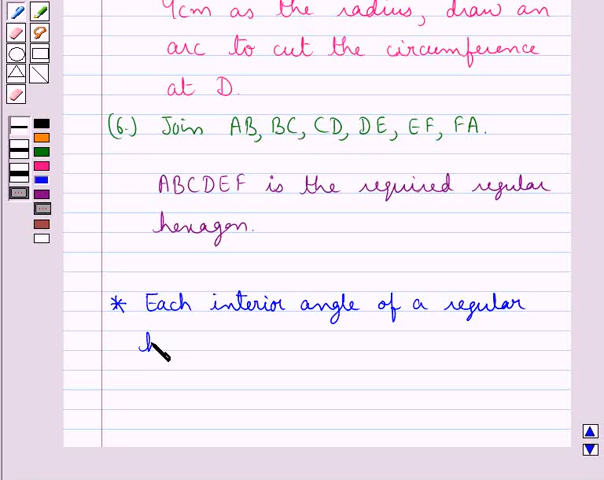 4cm as the radius, draw an
arc to cut the circumference
at D.
(6.) Join AB, BC, CD, DE, EF, FA.
ABCDEF is the required regular
hexagon.
* Each interior angle of a regular
h